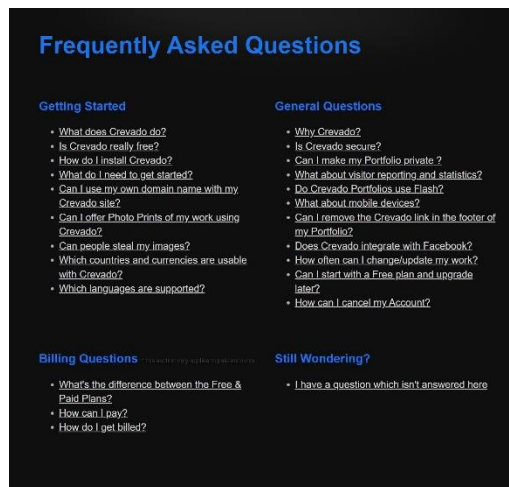 Frequently Asked Questions
Getting Started
What does Crevado do?
Is Crevado really free?
How do I install Crevado?
What do I need to get started?
Can I use my own domain name with my
Crevado site?
Can I offer Photo Prints of my work using
Crevado?
Can people steal my images?
Which countries and currencies are usable
with Crevado?
Which languages are supported?
General Questions
Why Crevado?
Is Crevado secure?
Can I make my Portfolio private ?
What about visitor reporting and statistics?
Do Crevado Portfolios use Flash?
What about mobile devices?
Can I remove the Crevado link in the footer of
my Portfolio?
Does Crevado integrate with Facebook?
How often can I change/update my work?
Can I start with a Free plan and upgrade
later?
How can I cancel my Account?
Billing Questions
What's the difference between the Free &
Paid Plans?
How can I pay?
How do I get billed?
Still Wondering?
I have a question which isn't answered here